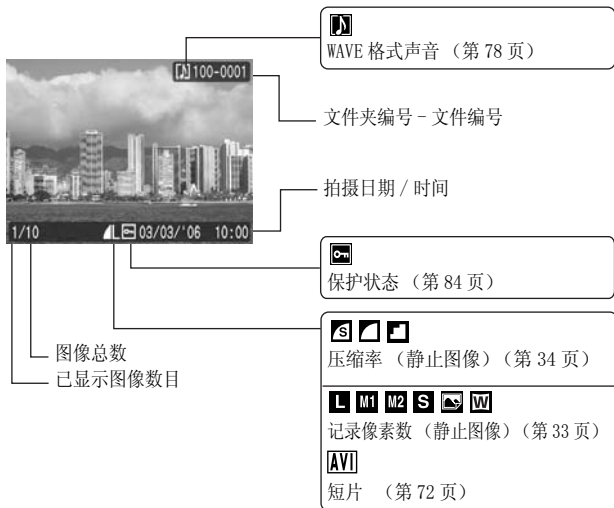 WAVE 格式声音 （第 78 页）
100-0001
文件夹编号 - 文件编号
拍摄日期 / 时间
1/10 L 03/03/'06 10:00
保护状态 （第 84 页）
S
压缩率 （静止图像）（第 34 页）
图像总数
已显示图像数目
L M1 M2 S W
记录像素数 （静止图像）（第 33 页）
AVI
短片 （第 72 页）